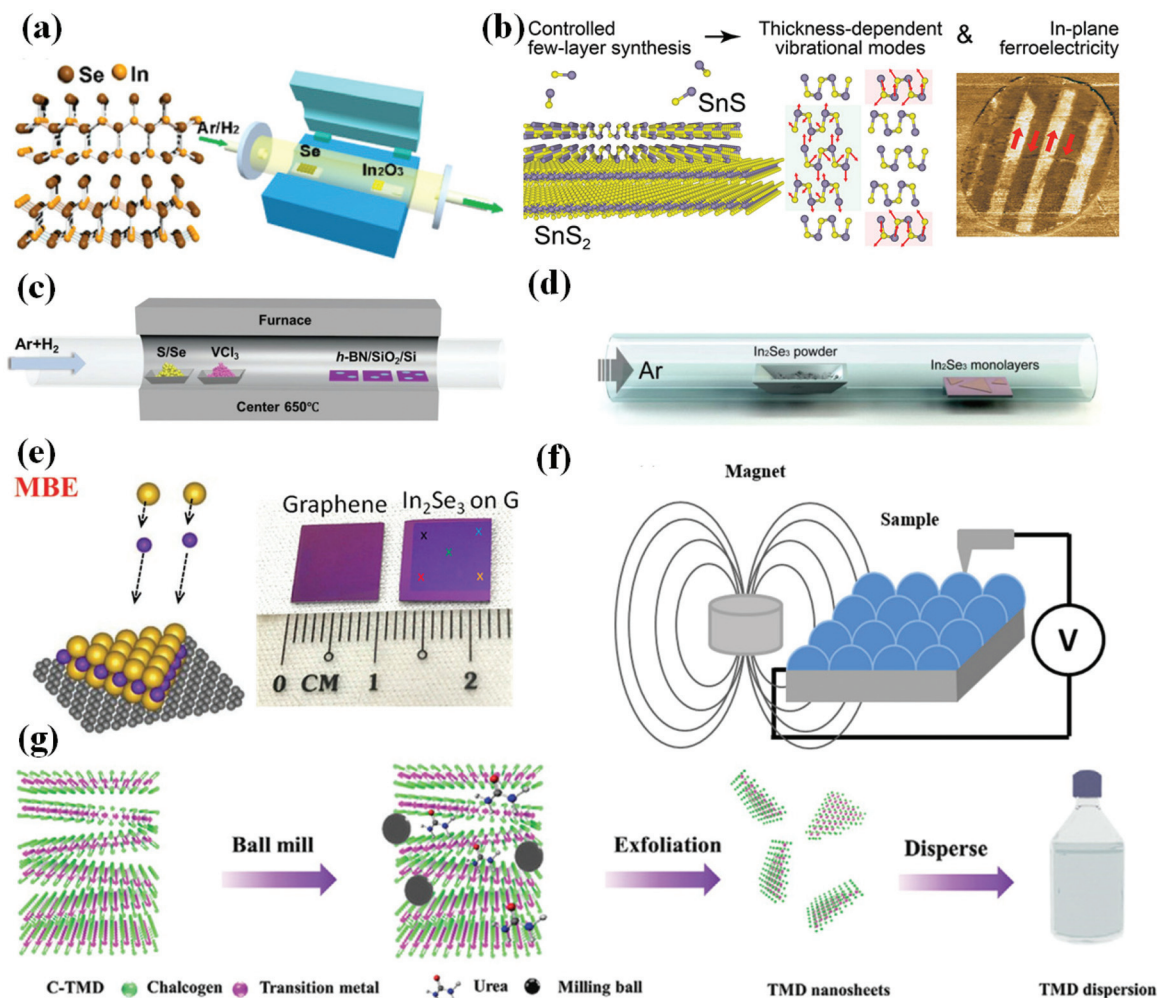 (a)
Se In
Ar/H₂
Se
In₂O₃
(b)
Controlled
few-layer synthesis
Thickness-dependent
vibrational modes
&
In-plane
ferroelectricity
SnS
SnS₂
(c)
Furnace
Ar+H₂
S/Se
VCl₃
h-BN/SiO₂/Si
Center 650℃
(d)
Ar
In₂Se₃ powder
In₂Se₃ monolayers
(e)
MBE
Graphene
In₂Se₃ on G
x x
x
x x
0 CM 1 2
(f)
Magnet
Sample
V
(g)
Ball mill
Exfoliation
Disperse
C-TMD Chalcogen Transition metal Urea Milling ball TMD nanosheets TMD dispersion